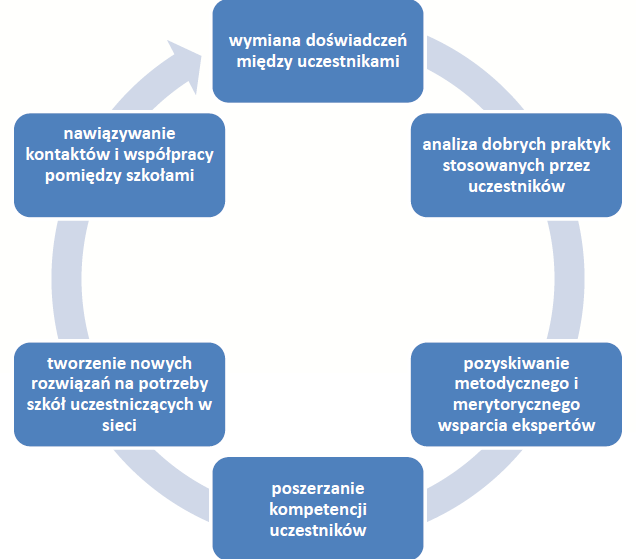 wymiana doświadczeń
między uczestnikami
analiza dobrych praktyk
stosowanych przez
uczestników
pozyskiwanie
metodycznego i
merytorycznego
wsparcia ekspertów
poszerzanie
kompetencji
uczestników
tworzenie nowych
rozwiązań na potrzeby
szkół uczestniczących w
sieci
nawiązywanie
kontaktów i współpracy
pomiędzy szkołami